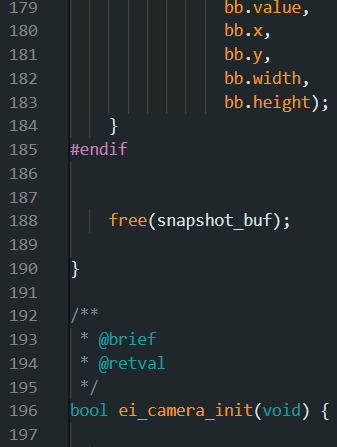 179 bb.value,
180 bb.x,
181 bb.y,
182 bb.width,
183 bb.height);
184 }
185 #endif
186
187
188 free(snapshot_buf);
189
190 }
191
192 /**
193 * @brief
194 * @retval
195 */
196 bool ei_camera_init(void) {
197